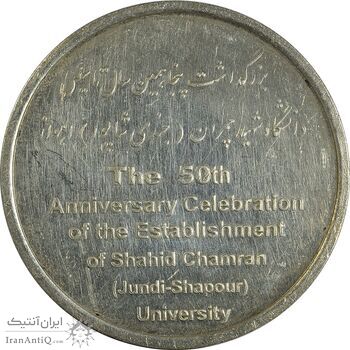 بزرگداشت پنجاهمین سال تاسیس
دانشگاه شهید چمران (جندی شاپور) اهواز
The 50th
Anniversary Celebration
of the Establishment
of Shahid Chamran
(Jundi-Shapour)
University
ایران آنتیک
IranAntiQ.com